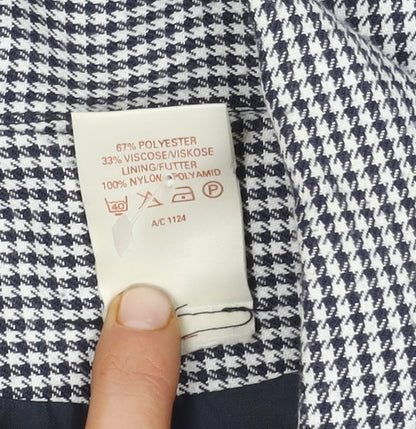 67% POLYESTER
33% VISCOSE/VISKOSE
LINING/FUTTER
100% NYLON/POLYAMID
40 P
A/C 1124